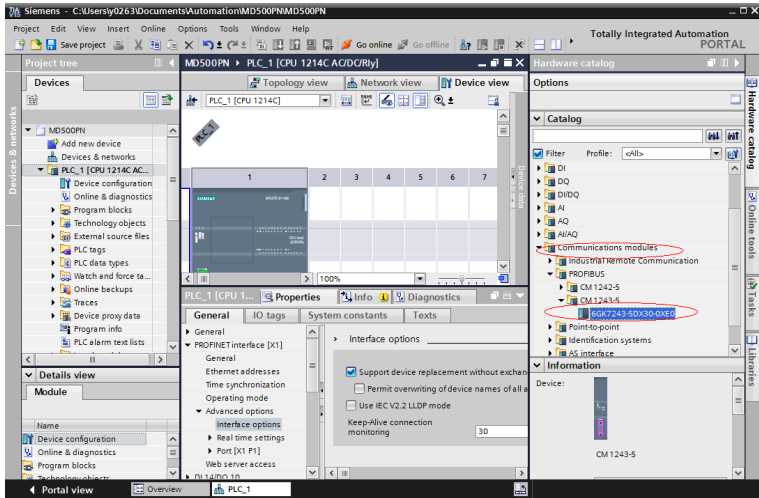 Siemens - C:\Users\y0263\Documents\Automation\MD500PN\MD500PN
Project Edit View Insert Online Options Tools Window Help
Save project Go online Go offline
Totally Integrated Automation
PORTAL
Project tree
MD500PN PLC_1 [CPU 1214C AC/DC/Rly]
Hardware catalog
Devices
Topology view Network view Device view
Options
PLC_1 [CPU 1214C]
Catalog
Filter Profile: <All>
MD500PN
Add new device
Devices & networks
PLC_1 [CPU 1214C AC...
Device configuration
Online & diagnostics
Program blocks
Technology objects
External source files
PLC tags
PLC data types
Watch and force ta...
Online backups
Traces
Device proxy data
Program info
PLC alarm text lists
PLC_1
1 2 3 4 5 6 7
SIEMENS
100%
DI
DQ
DI/DQ
AI
AQ
AI/AQ
Communications modules
Industrial Remote Communication
PROFIBUS
CM 1242-5
CM 1243-5
6GK7243-5DX30-0XE0
Point-to-point
Identification systems
AS interface
Devices & networks
Device data
Hardware catalog
Online tools
Tasks
Libraries
PLC_1 [CPU 1... Properties Info Diagnostics
General IO tags System constants Texts
General
PROFINET interface [X1]
General
Ethernet addresses
Time synchronization
Operating mode
Advanced options
Interface options
Real time settings
Port [X1 P1]
Web server access
DI 14/DQ 10
Interface options
Support device replacement without exchan
Permit overwriting of device names of all a
Use IEC V2.2 LLDP mode
Keep-Alive connection
monitoring 30
Details view
Module
Name
Device configuration
Online & diagnostics
Program blocks
Technology objects
Information
Device:
CM 1243-5
Portal view Overview PLC_1